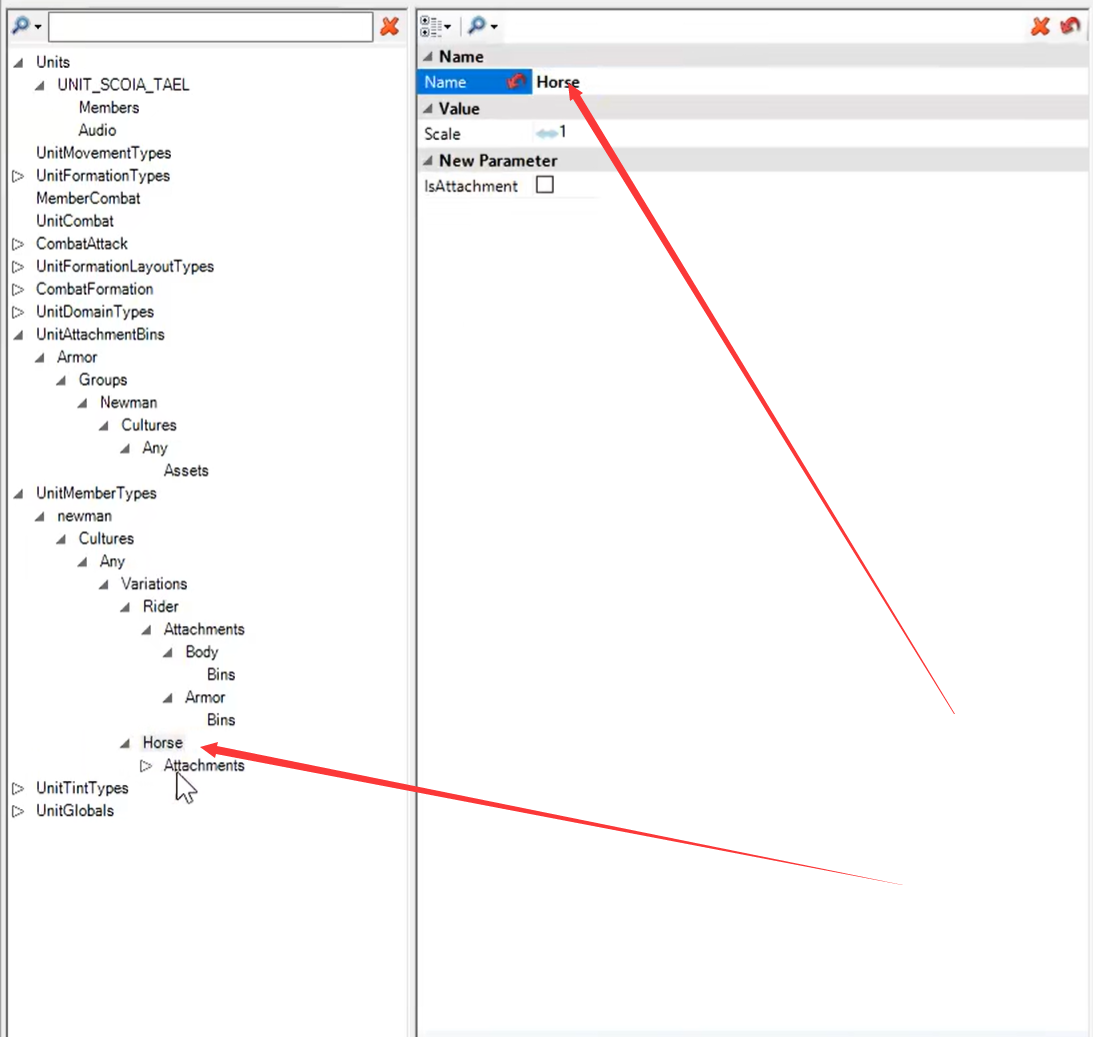 Units
UNIT_SCOIA_TAEL
Members
Audio
UnitMovementTypes
UnitFormationTypes
MemberCombat
UnitCombat
CombatAttack
UnitFormationLayoutTypes
CombatFormation
UnitDomainTypes
UnitAttachmentBins
Armor
Groups
Newman
Cultures
Any
Assets
UnitMemberTypes
newman
Cultures
Any
Variations
Rider
Attachments
Body
Bins
Armor
Bins
Horse
Attachments
UnitTintTypes
UnitGlobals
Name
Name Horse
Value
Scale 1
New Parameter
IsAttachment